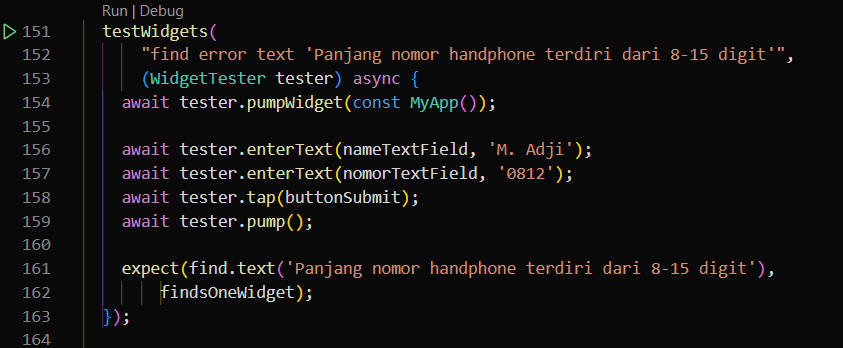 Run | Debug
151 testWidgets(
152 "find error text 'Panjang nomor handphone terdiri dari 8-15 digit'",
153 (WidgetTester tester) async {
154 await tester.pumpWidget(const MyApp());
155
156 await tester.enterText(nameTextField, 'M. Adji');
157 await tester.enterText(nomorTextField, '0812');
158 await tester.tap(buttonSubmit);
159 await tester.pump();
160
161 expect(find.text('Panjang nomor handphone terdiri dari 8-15 digit'),
162 findsOneWidget);
163 });
164